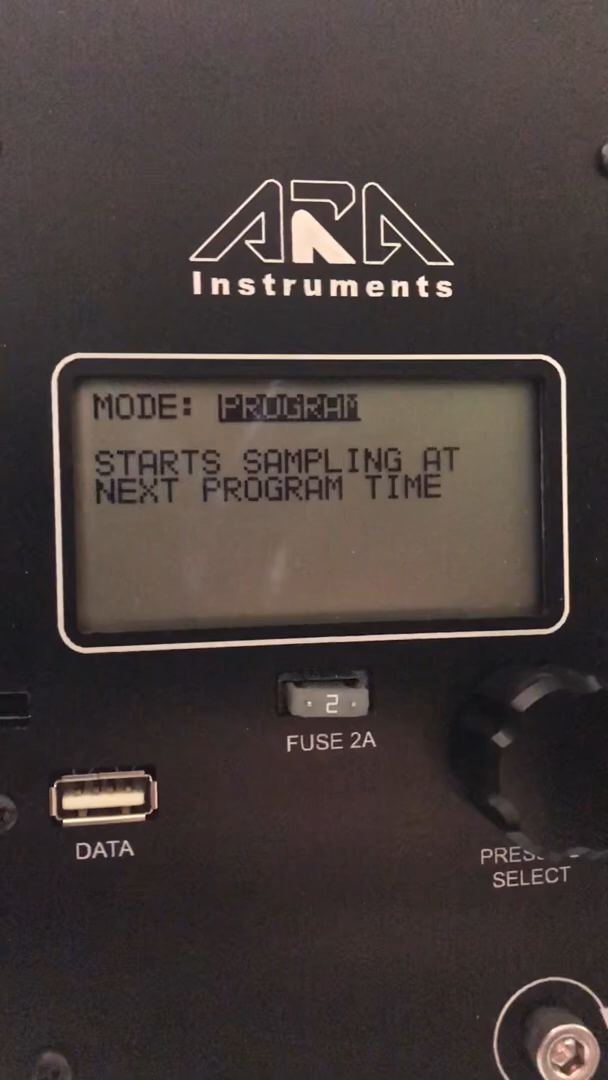 ARA
Instruments
MODE: PROGRAM
STARTS SAMPLING AT
NEXT PROGRAM TIME
2
FUSE 2A
DATA
SELECT